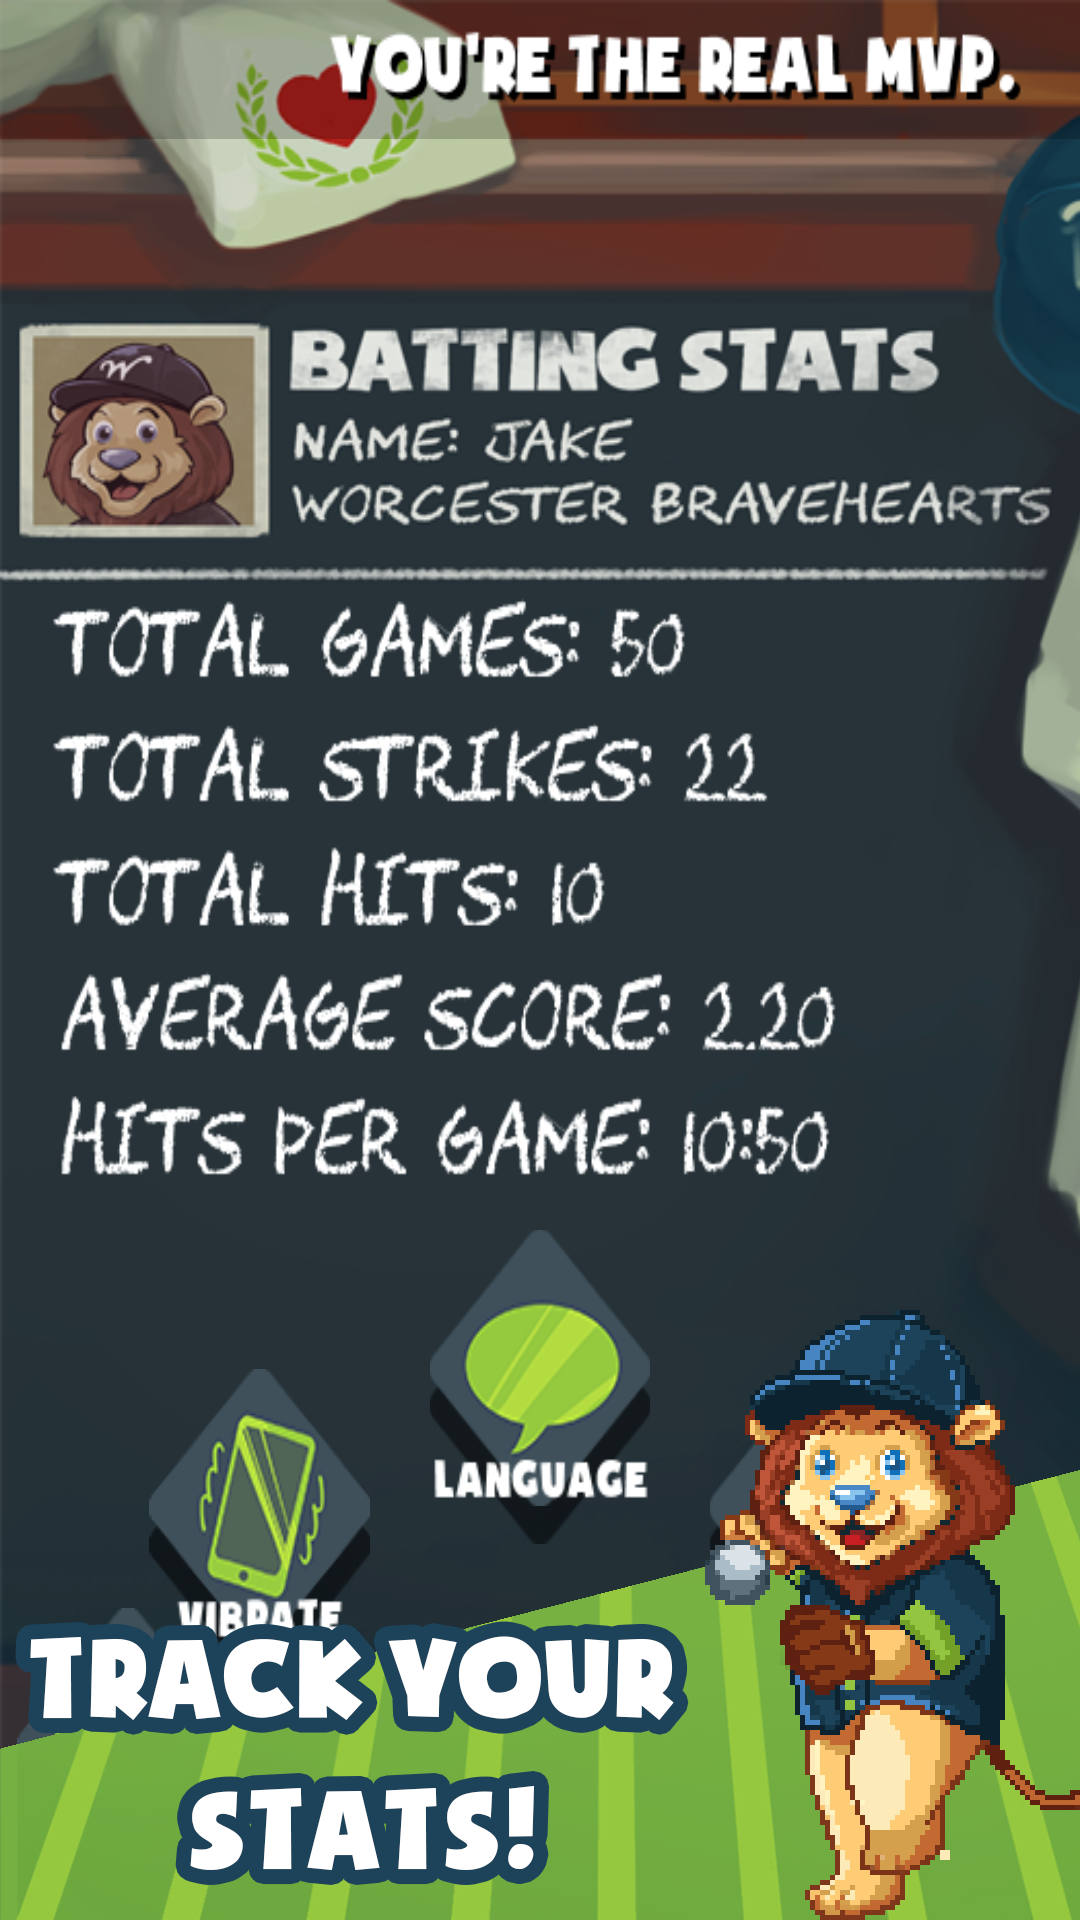 YOU'RE THE REAL MVP.
W
BATTING STATS
NAME: JAKE
WORCESTER BRAVEHEARTS
TOTAL GAMES: 50
TOTAL STRIKES: 22
TOTAL HITS: 10
AVERAGE SCORE: 2.20
HITS PER GAME: 10:50
LANGUAGE
VIBRATE
TRACK YOUR
STATS!